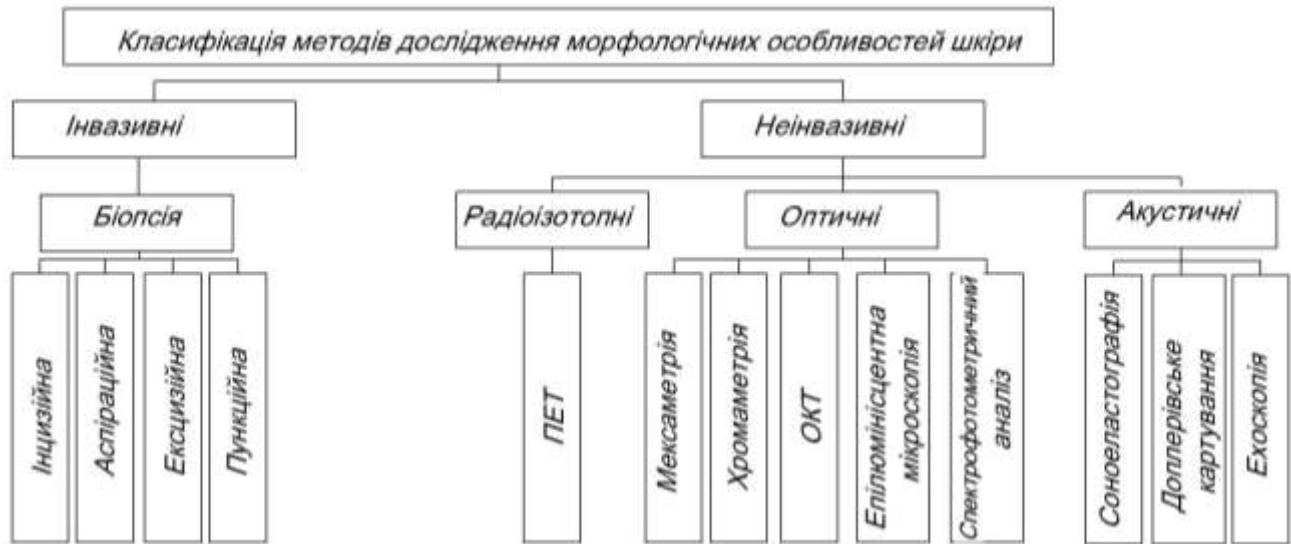 Класифікація методів дослідження морфологічних особливостей шкіри
Інвазивні
Неінвазивні
Біопсія
Радіоізотопні
Оптичні
Акустичні
Інцизійна
Аспіраційна
Ексцизійна
Пункційна
ПЕТ
Мексаметрія
Хромаметрія
ОКТ
Епілюмінісцентна
мікроскопія
Спектрофотометричний
аналіз
Соноеластографія
Доплерівське
картування
Ехоскопія